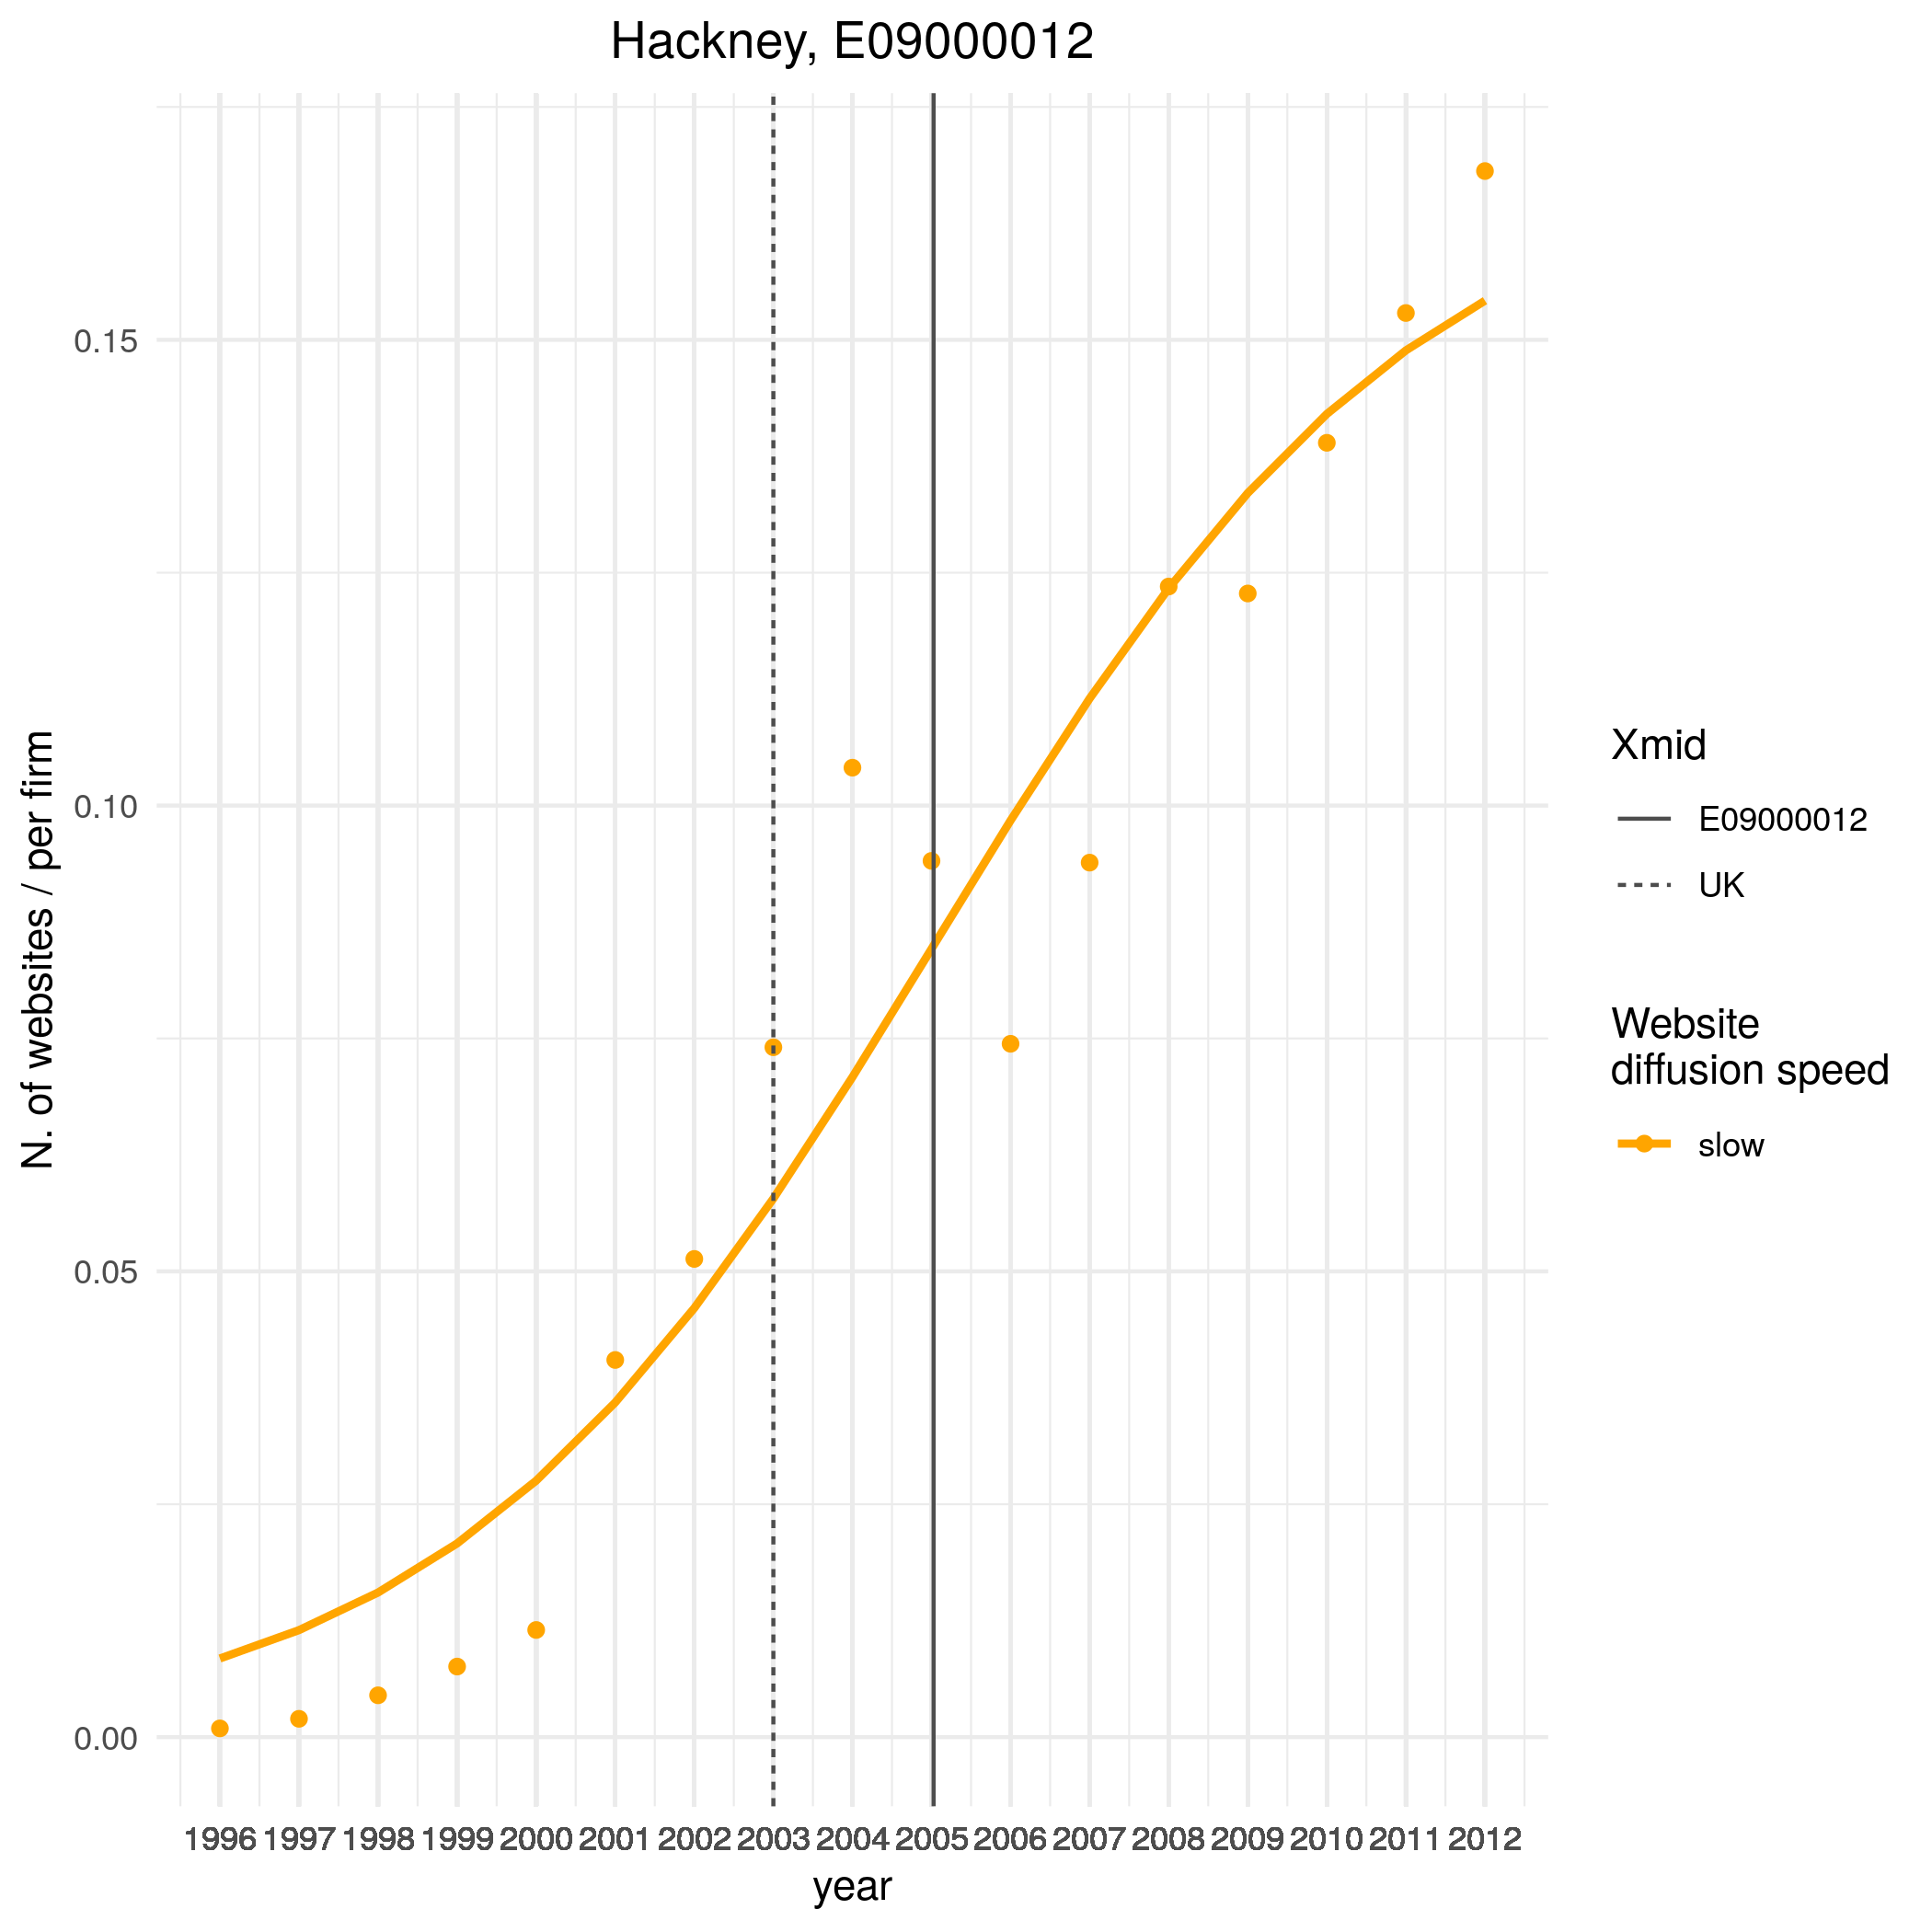 Hackney, E09000012
N. of websites / per firm
0.15
0.10
0.05
0.00
1996 1997 1998 1999 2000 2001 2002 2003 2004 2005 2006 2007 2008 2009 2010 2011 2012
year
Xmid
E09000012
UK
Website
diffusion speed
slow